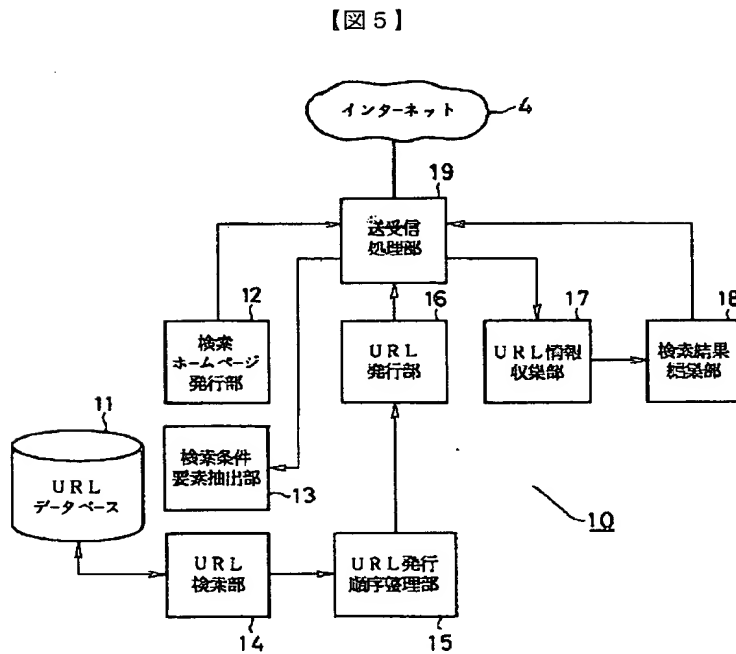 【図5】
インターネット
4
19
送受信
処理部
12
検索
ホームページ
発行部
16
URL
発行部
17
URL情報
収集部
18
検索結果
編集部
11
URL
データベース
検索条件
要素抽出部
13
10
URL
検索部
14
URL発行
順序整理部
15